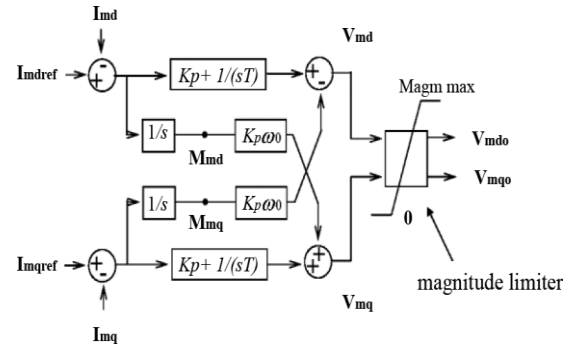 Imd
Vmd
Imdref
-
+
Kp + 1/(sT)
+
-
Magm max
1/s
Mmd
Kpω0
Vmdo
Vmqo
1/s
Mmq
Kpω0
0
Imqref
+
-
Kp + 1/(sT)
+
+
magnitude limiter
Vmq
Imq